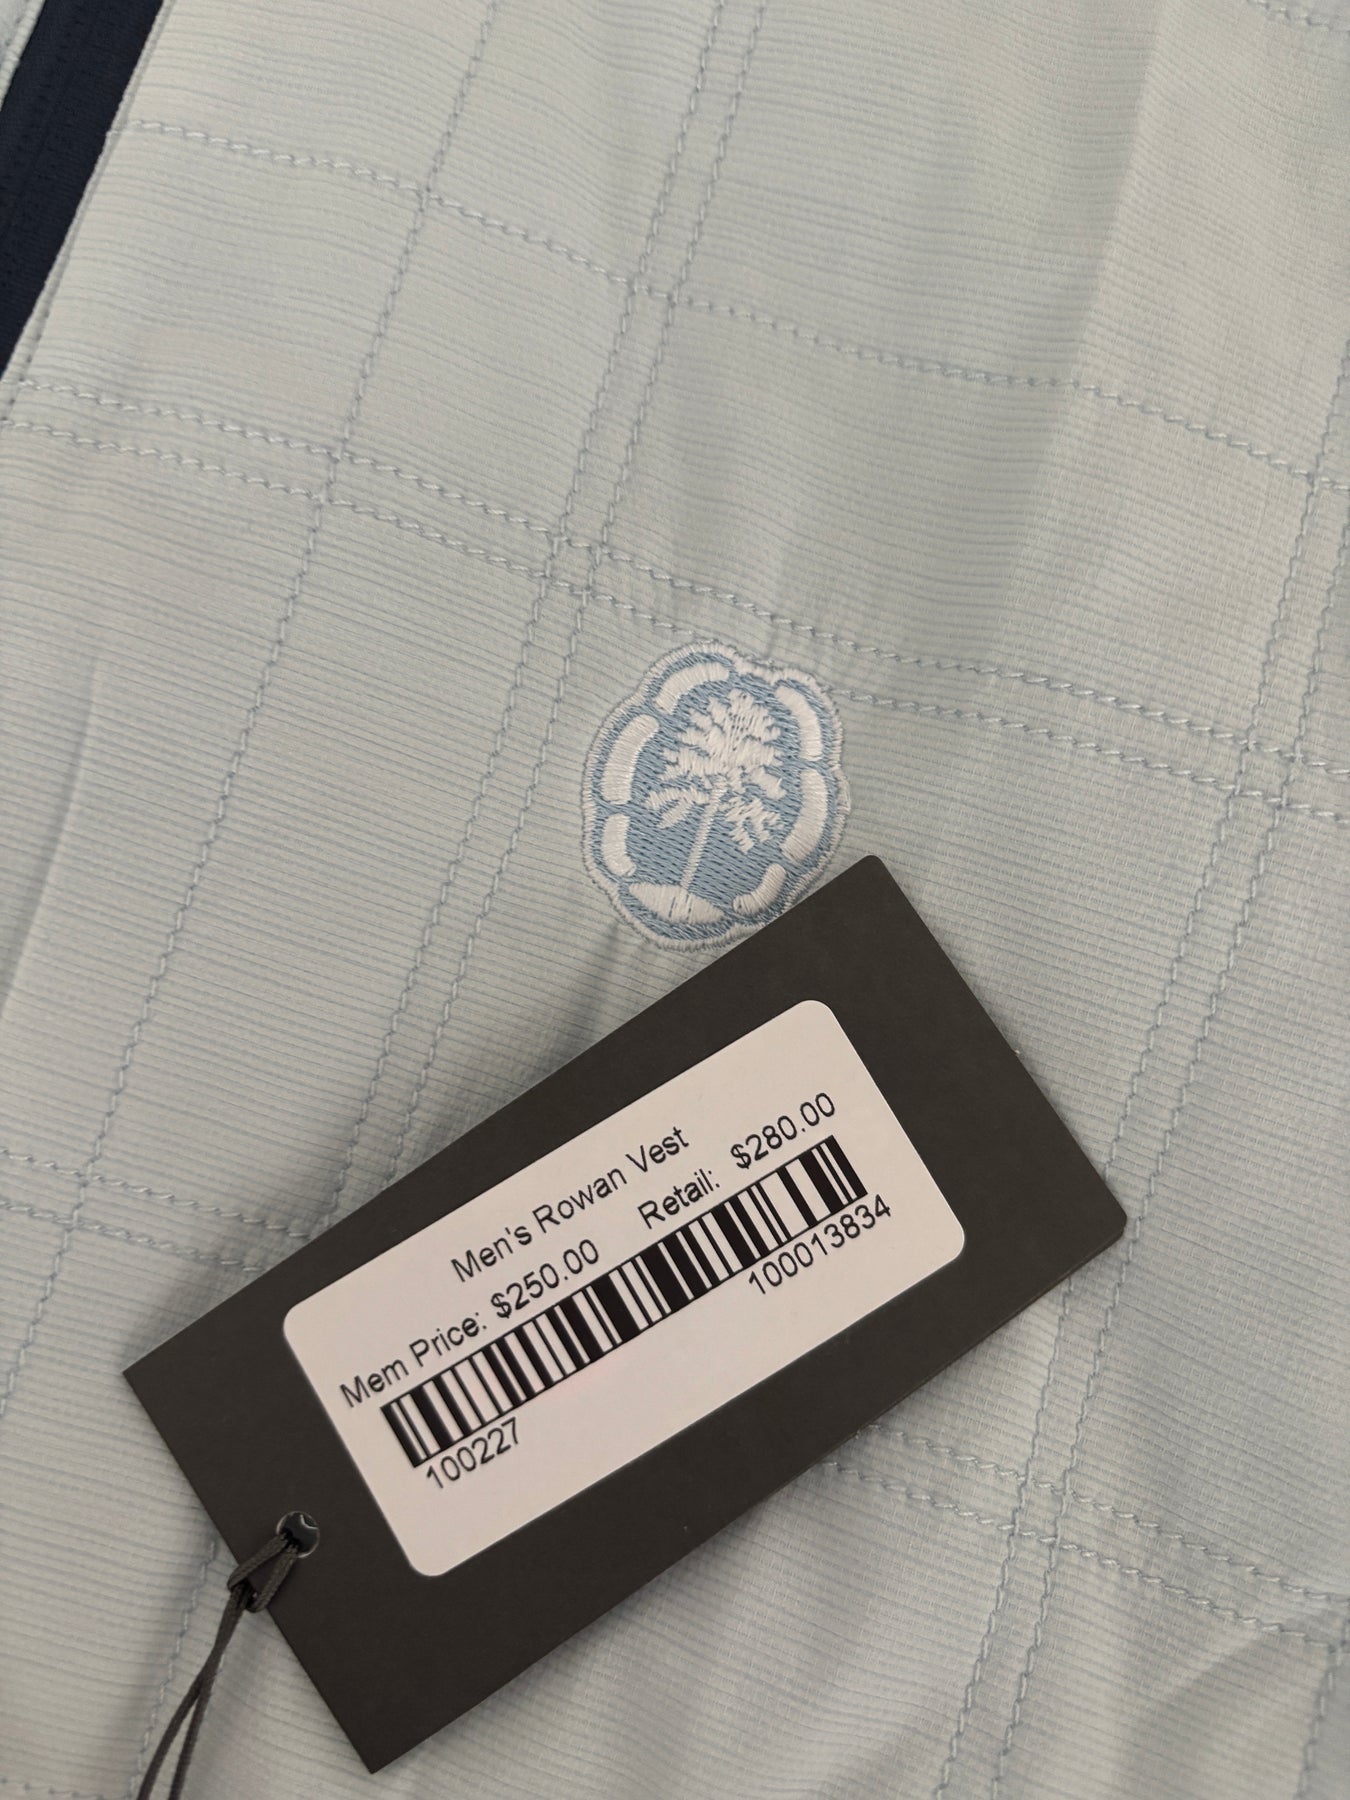 Men's Rowan Vest
Mem Price: $250.00 Retail: $280.00
100227 100013834